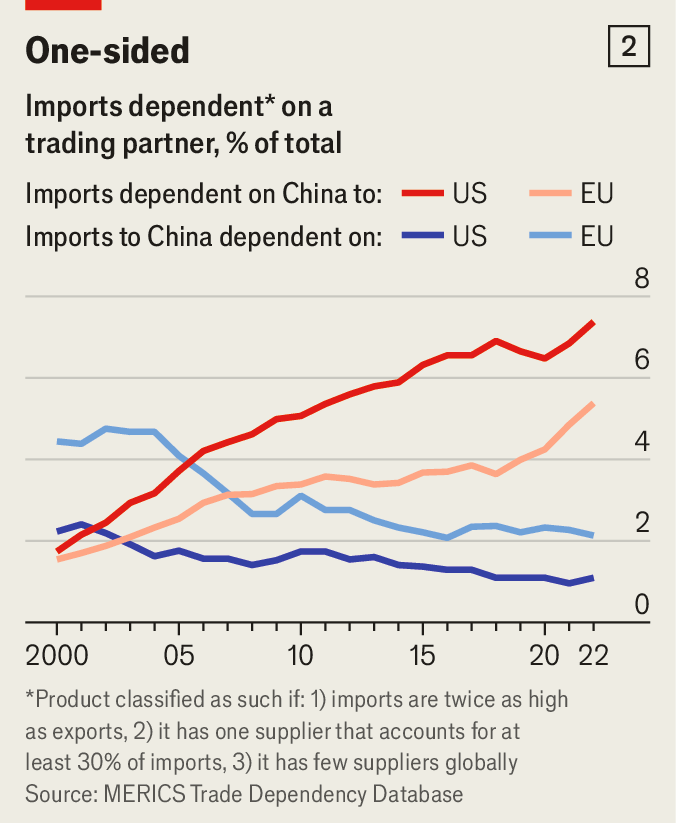 One-sided
2
Imports dependent* on a
trading partner, % of total
Imports dependent on China to: US EU
Imports to China dependent on: US EU
8
6
4
2
0
2000 05 10 15 20 22
*Product classified as such if: 1) imports are twice as high
as exports, 2) it has one supplier that accounts for at
least 30% of imports, 3) it has few suppliers globally
Source: MERICS Trade Dependency Database